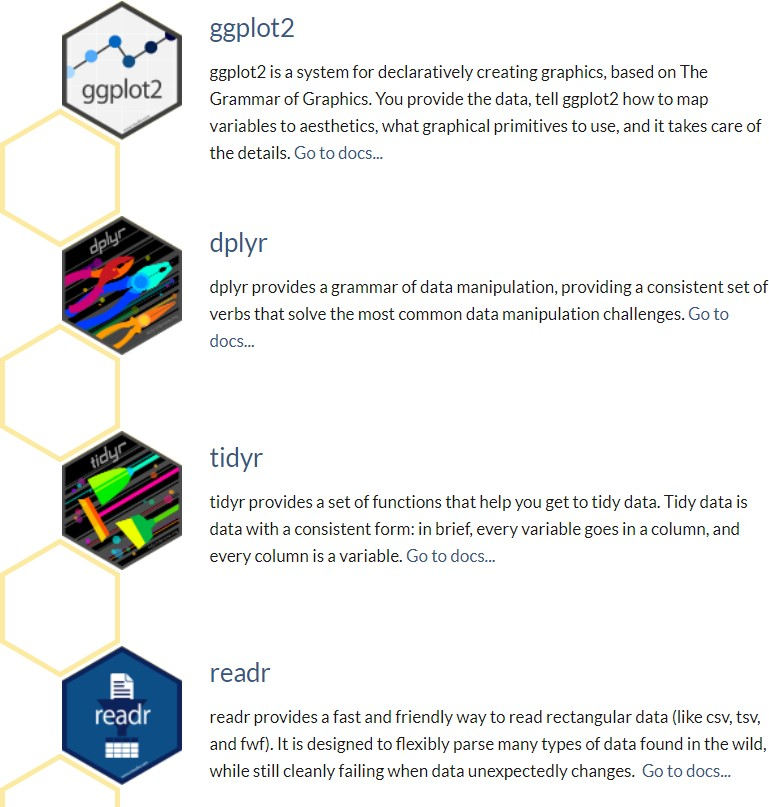 ggplot2
ggplot2
ggplot2 is a system for declaratively creating graphics, based on The
Grammar of Graphics. You provide the data, tell ggplot2 how to map
variables to aesthetics, what graphical primitives to use, and it takes care of
the details. Go to docs...
dplyr
dplyr
dplyr provides a grammar of data manipulation, providing a consistent set of
verbs that solve the most common data manipulation challenges. Go to
docs...
tidyr
tidyr
tidyr provides a set of functions that help you get to tidy data. Tidy data is
data with a consistent form: in brief, every variable goes in a column, and
every column is a variable. Go to docs...
readr
readr
readr provides a fast and friendly way to read rectangular data (like csv, tsv,
and fwf). It is designed to flexibly parse many types of data found in the wild,
while still cleanly failing when data unexpectedly changes. Go to docs...